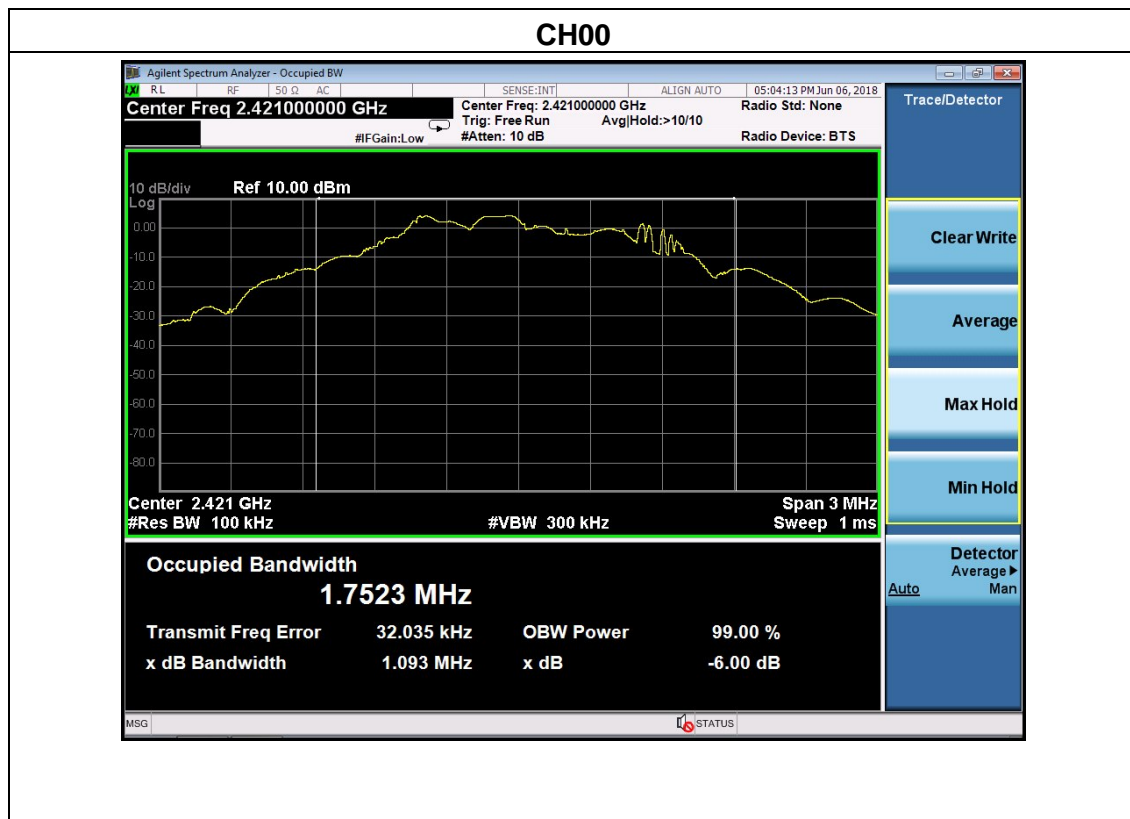 CH00
Agilent Spectrum Analyzer - Occupied BW
LXI RL RF 50 Ω AC SENSE:INT ALIGN AUTO 05:04:13 PM Jun 06, 2018
Center Freq 2.421000000 GHz
Center Freq: 2.421000000 GHz
Radio Std: None
Trig: Free Run Avg|Hold:>10/10
#IFGain:Low
#Atten: 10 dB
Radio Device: BTS
10 dB/div Ref 10.00 dBm
Log
0.00
-10.0
-20.0
-30.0
-40.0
-50.0
-60.0
-70.0
-80.0
Center 2.421 GHz Span 3 MHz
#Res BW 100 kHz #VBW 300 kHz Sweep 1 ms
Occupied Bandwidth
1.7523 MHz
Transmit Freq Error 32.035 kHz OBW Power 99.00 %
x dB Bandwidth 1.093 MHz x dB -6.00 dB
MSG STATUS
Trace/Detector
Clear Write
Average
Max Hold
Min Hold
Detector
Average
Auto Man